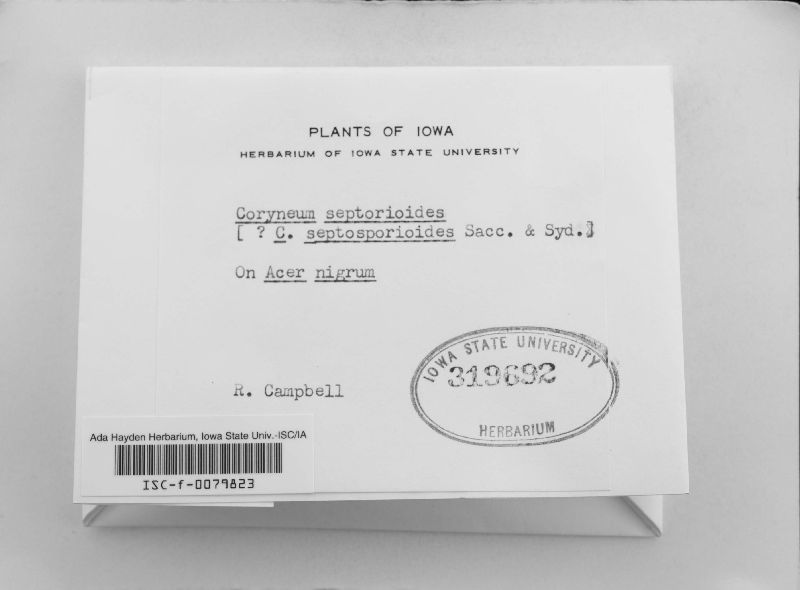 PLANTS OF IOWA
HERBARIUM OF IOWA STATE UNIVERSITY
Coryneum septorioides
[ ? C. septosporioides Sacc. & Syd.]
On Acer nigrum
R. Campbell
IOWA STATE UNIVERSITY
319692
HERBARIUM
Ada Hayden Herbarium, Iowa State Univ.-ISC/IA
ISC-f-0079823